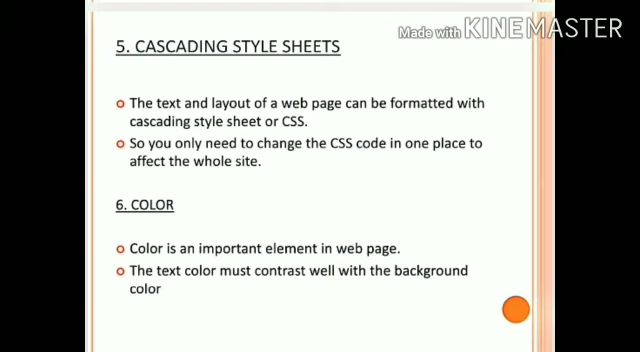 Made with KINEMASTER
5. CASCADING STYLE SHEETS
The text and layout of a web page can be formatted with
cascading style sheet or CSS.
So you only need to change the CSS code in one place to
affect the whole site.
6. COLOR
Color is an important element in web page.
The text color must contrast well with the background
color